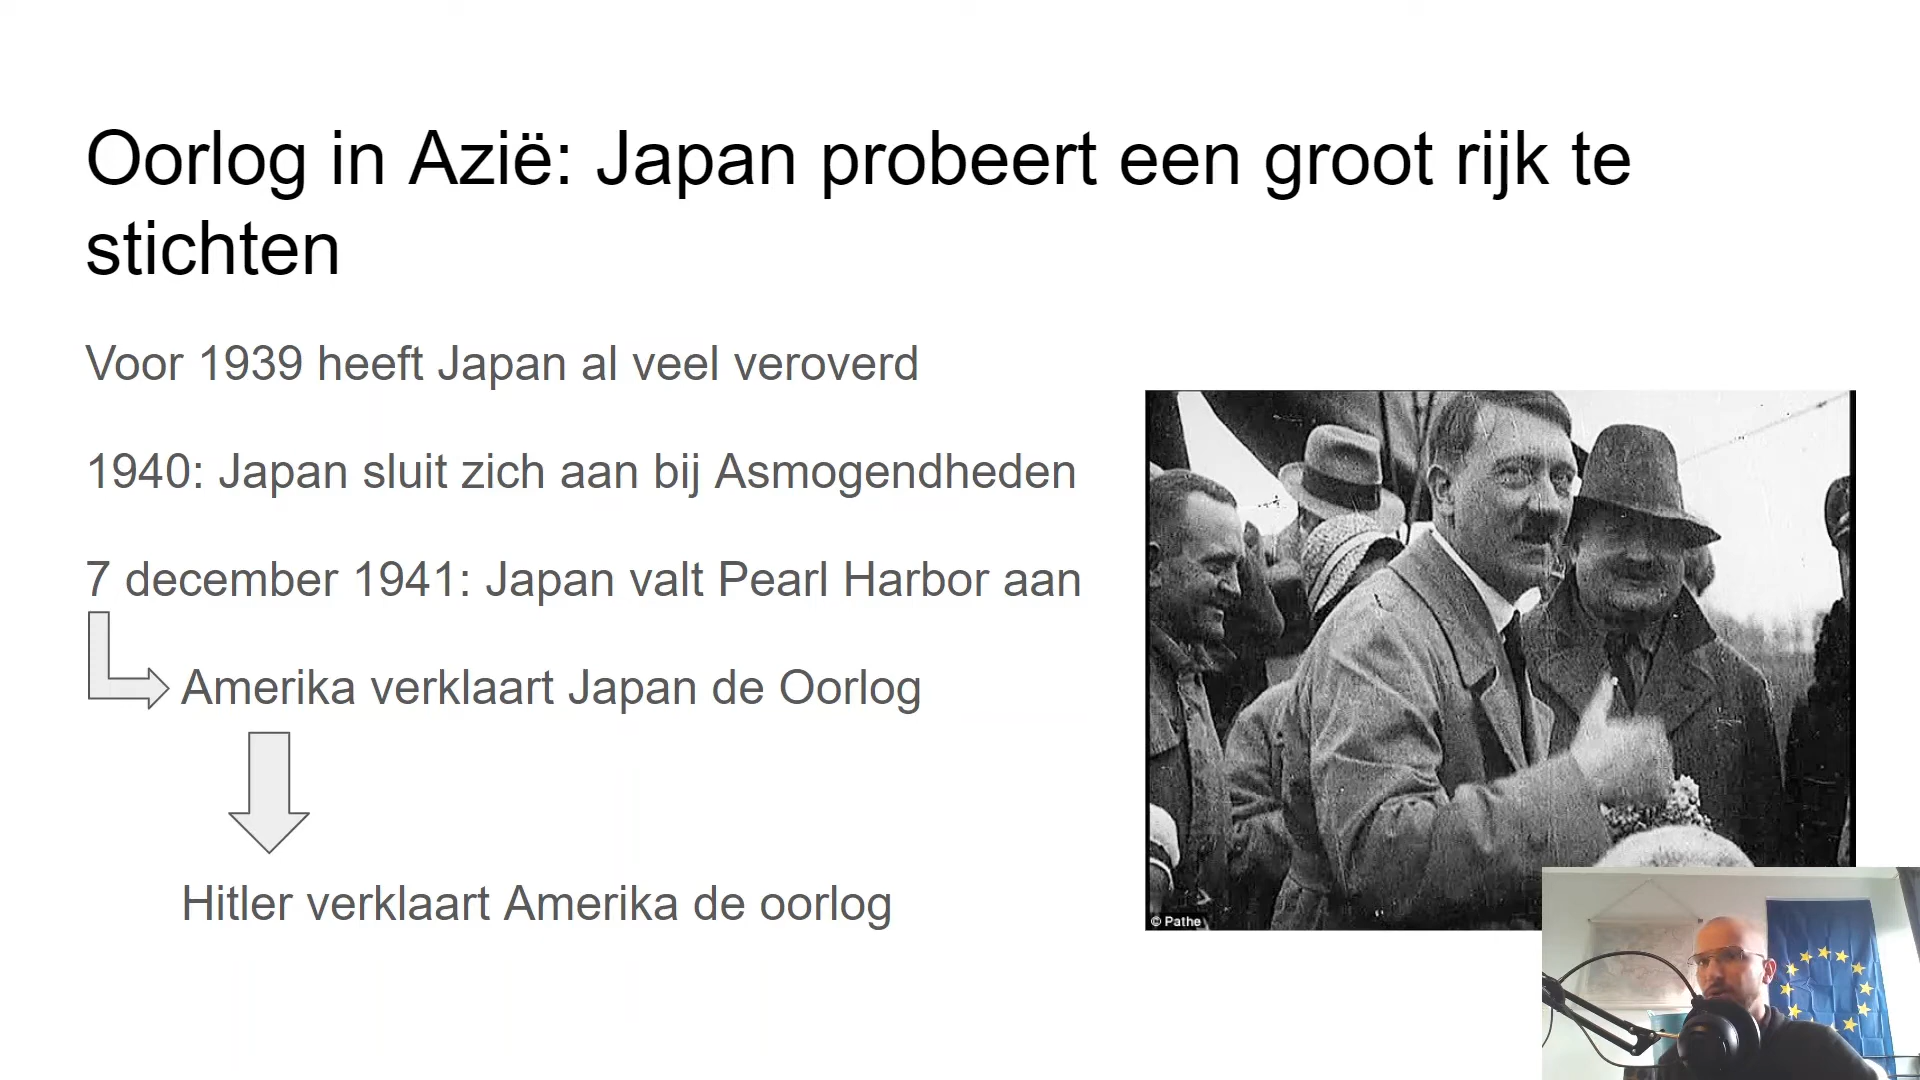 Oorlog in Azië: Japan probeert een groot rijk te
stichten
Voor 1939 heeft Japan al veel veroverd
1940: Japan sluit zich aan bij Asmogendheden
7 december 1941: Japan valt Pearl Harbor aan
Amerika verklaart Japan de Oorlog
Hitler verklaart Amerika de oorlog
© Pathe